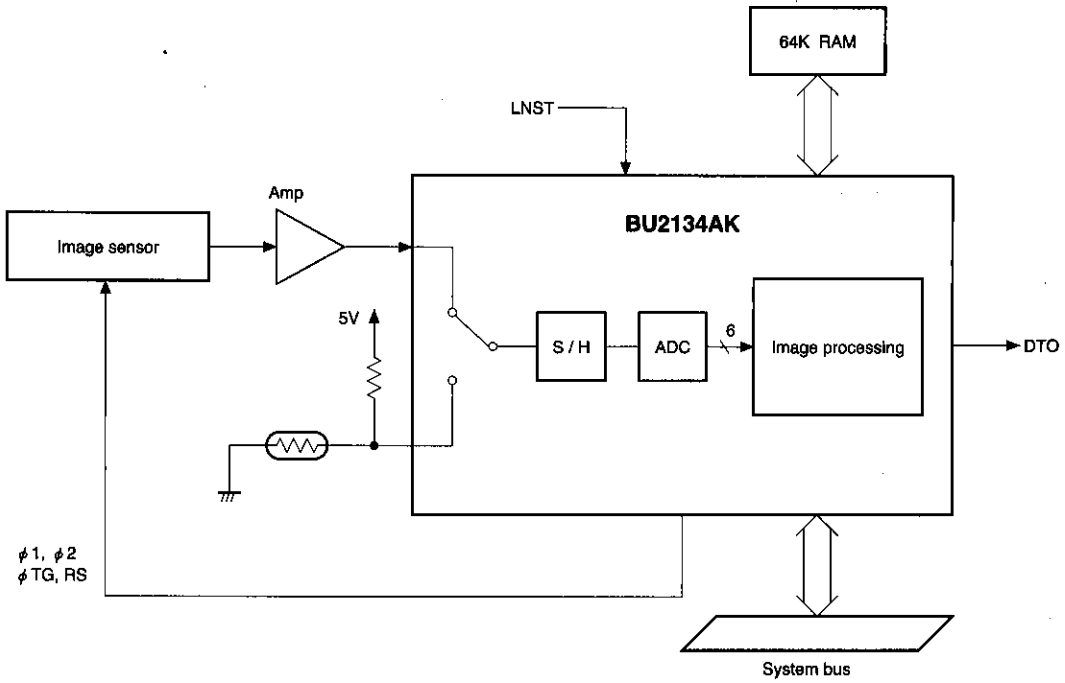 64K RAM
LNST
Amp
BU2134AK
Image sensor
5V
S / H
ADC
6
Image processing
DTO
ϕ1, ϕ2
ϕTG, RS
System bus